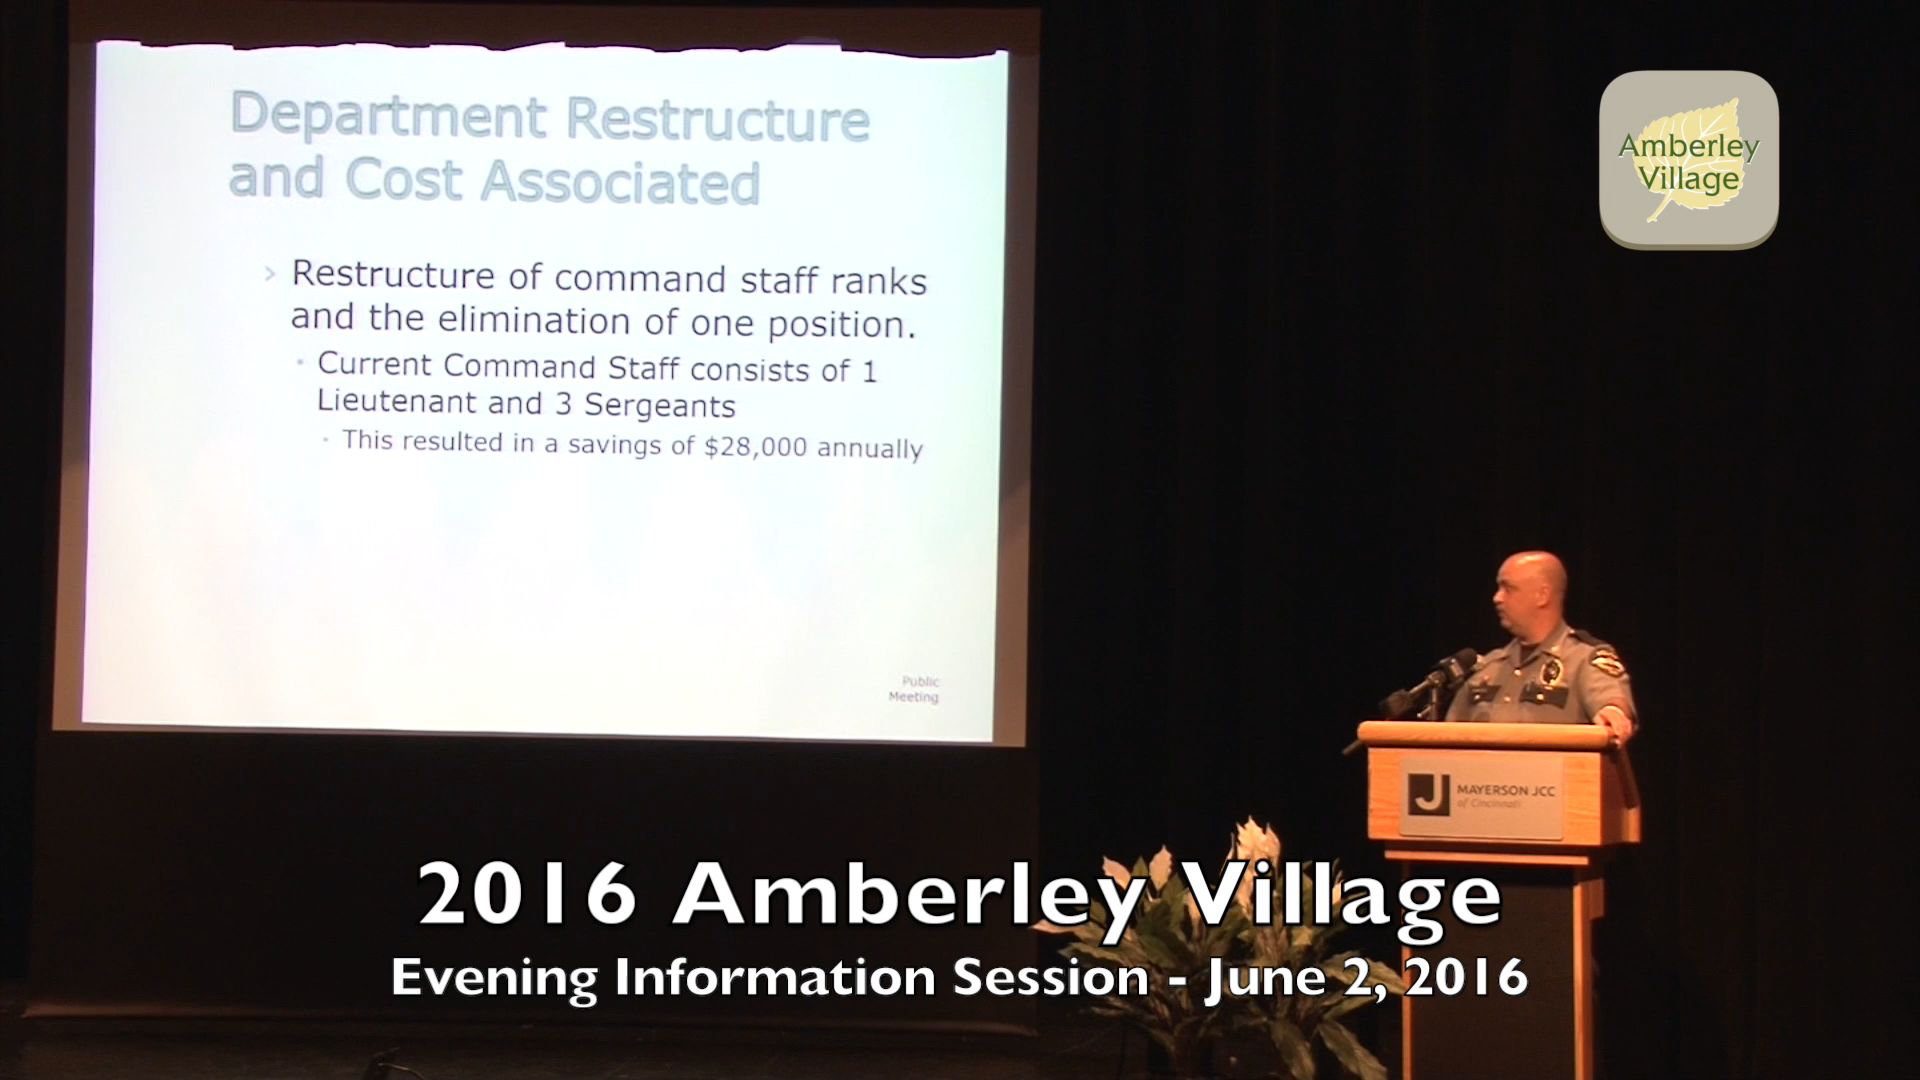 Department Restructure
and Cost Associated
› Restructure of command staff ranks
and the elimination of one position.
• Current Command Staff consists of 1
Lieutenant and 3 Sergeants
• This resulted in a savings of $28,000 annually
Public
Meeting
Amberley
Village
J
MAYERSON JCC
of Cincinnati
2016 Amberley Village
Evening Information Session - June 2, 2016